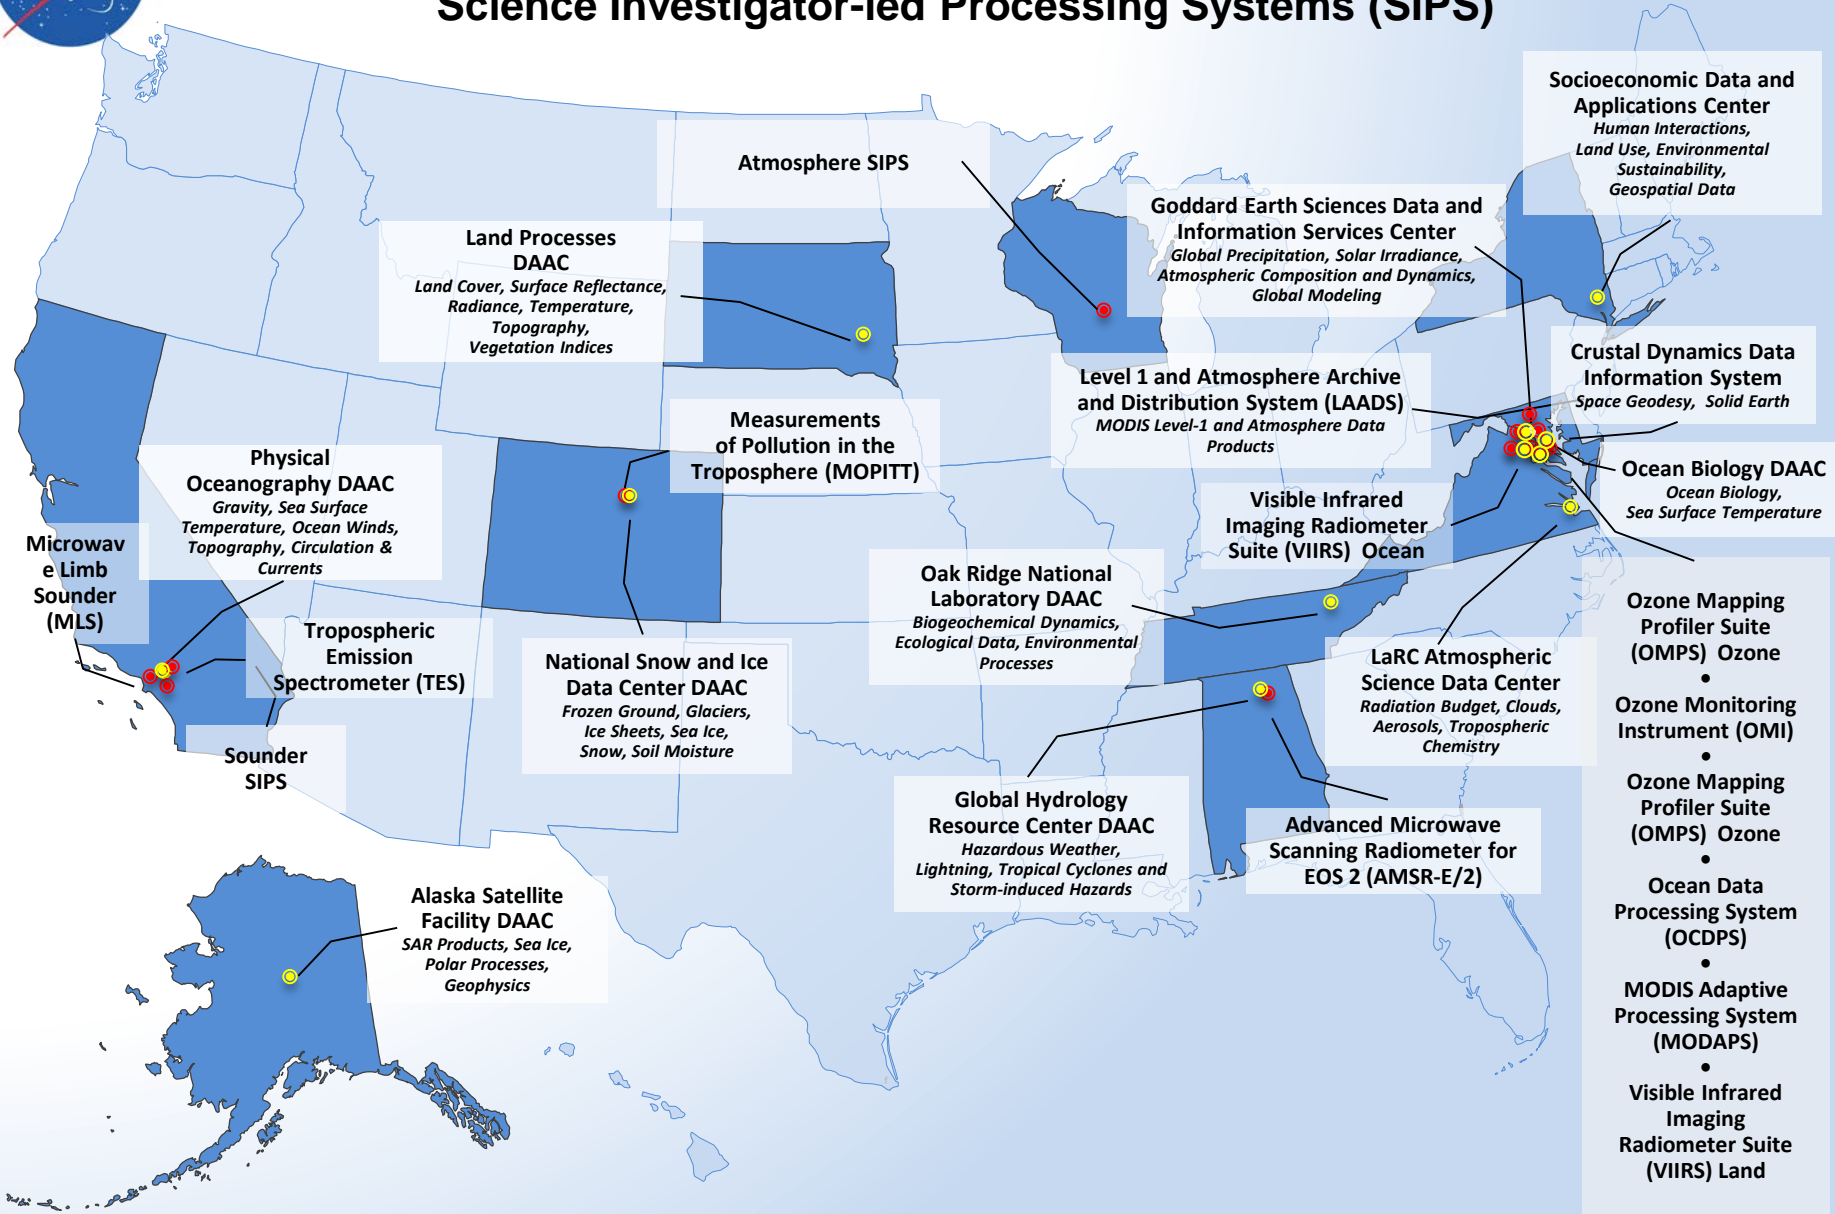 Science Investigator-led Processing Systems (SIPS)
Socioeconomic Data and
Applications Center
Human Interactions,
Land Use, Environmental
Sustainability,
Geospatial Data
Atmosphere SIPS
Goddard Earth Sciences Data and
Information Services Center
Global Precipitation, Solar Irradiance,
Atmospheric Composition and Dynamics,
Global Modeling
Land Processes
DAAC
Land Cover, Surface Reflectance,
Radiance, Temperature,
Topography,
Vegetation Indices
Crustal Dynamics Data
Information System
Space Geodesy, Solid Earth
Level 1 and Atmosphere Archive
and Distribution System (LAADS)
MODIS Level-1 and Atmosphere Data
Products
Measurements
of Pollution in the
Troposphere (MOPITT)
Physical
Oceanography DAAC
Gravity, Sea Surface
Temperature, Ocean Winds,
Topography, Circulation &
Currents
Ocean Biology DAAC
Ocean Biology,
Sea Surface Temperature
Visible Infrared
Imaging Radiometer
Suite (VIIRS) Ocean
Microwav
e Limb
Sounder
(MLS)
Oak Ridge National
Laboratory DAAC
Biogeochemical Dynamics,
Ecological Data, Environmental
Processes
Tropospheric
Emission
Spectrometer (TES)
National Snow and Ice
Data Center DAAC
Frozen Ground, Glaciers,
Ice Sheets, Sea Ice,
Snow, Soil Moisture
LaRC Atmospheric
Science Data Center
Radiation Budget, Clouds,
Aerosols, Tropospheric
Chemistry
Sounder
SIPS
Global Hydrology
Resource Center DAAC
Hazardous Weather,
Lightning, Tropical Cyclones and
Storm-induced Hazards
Advanced Microwave
Scanning Radiometer for
EOS 2 (AMSR-E/2)
Alaska Satellite
Facility DAAC
SAR Products, Sea Ice,
Polar Processes,
Geophysics
Ozone Mapping
Profiler Suite
(OMPS) Ozone
•
Ozone Monitoring
Instrument (OMI)
•
Ozone Mapping
Profiler Suite
(OMPS) Ozone
•
Ocean Data
Processing System
(OCDPS)
•
MODIS Adaptive
Processing System
(MODAPS)
•
Visible Infrared
Imaging
Radiometer Suite
(VIIRS) Land